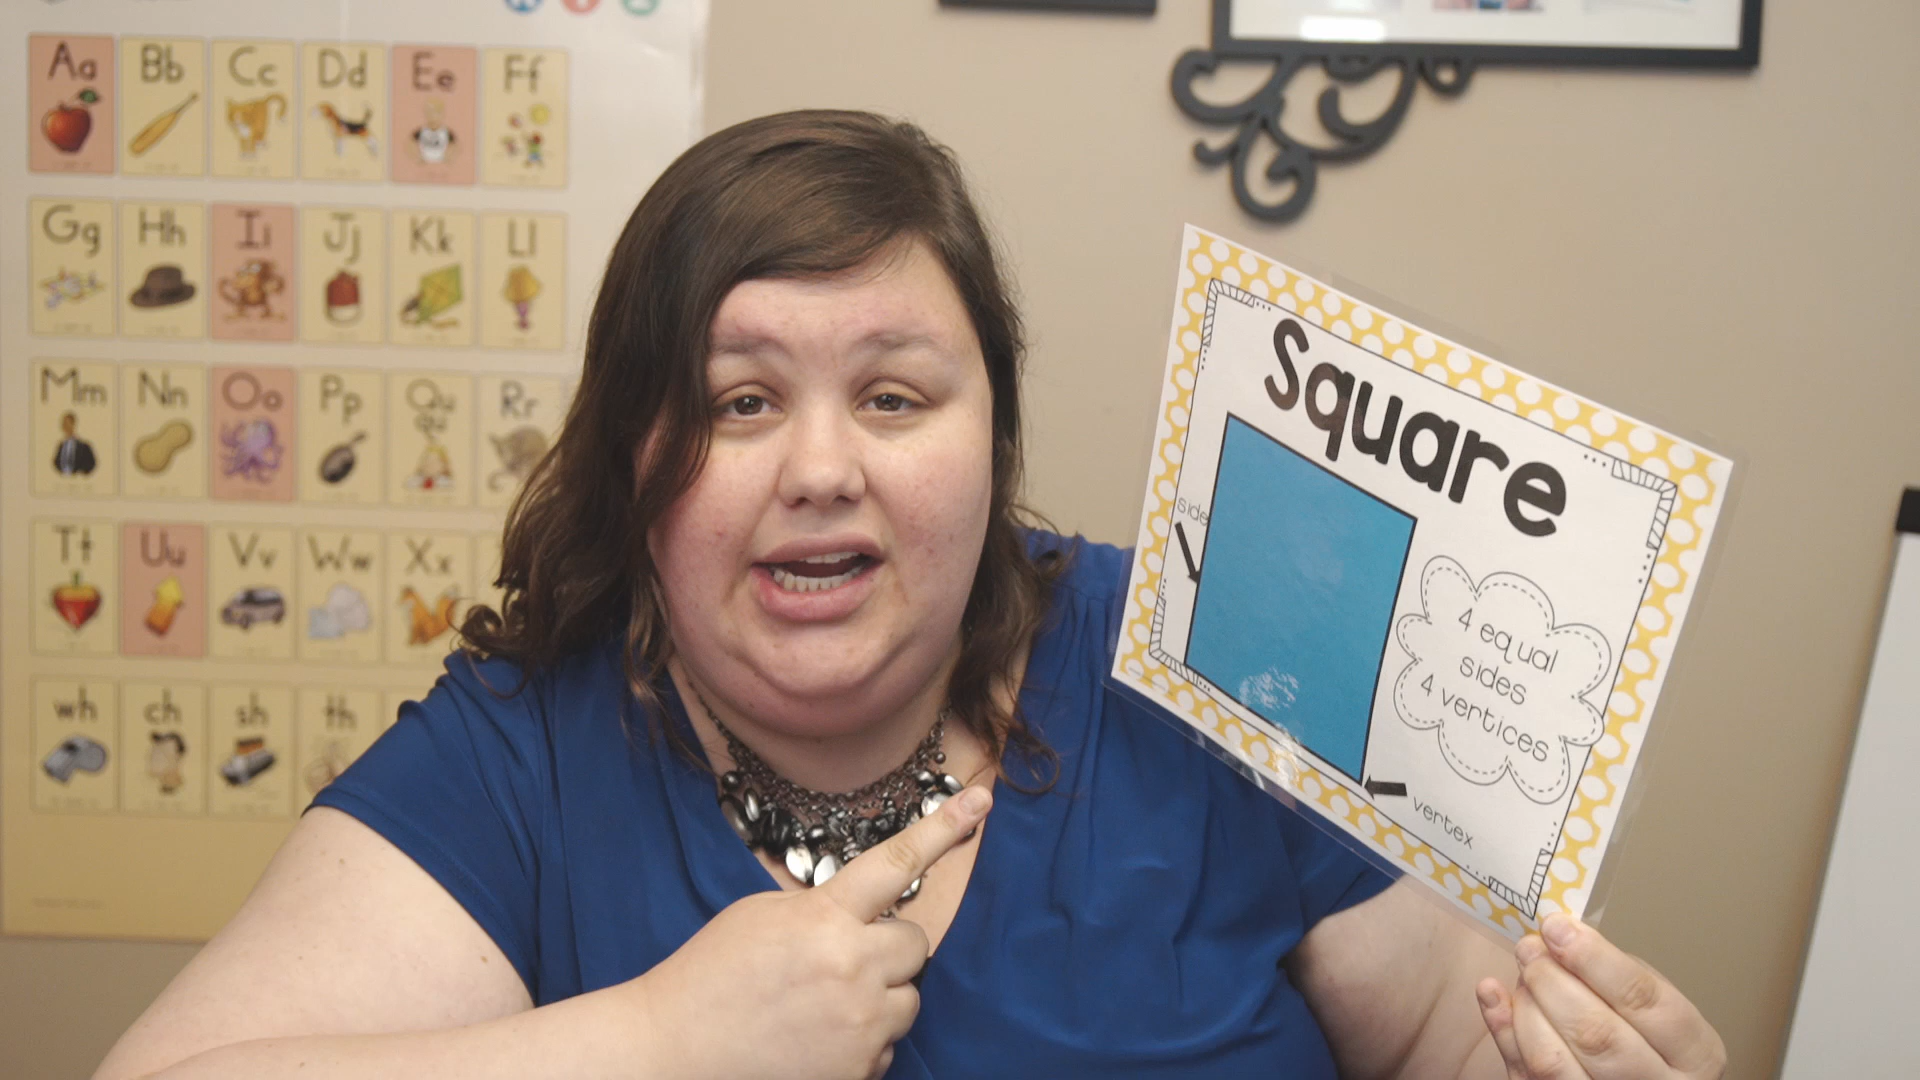 Aa Bb Cc Dd Ee Ff
Gg Hh Ii Jj Kk Ll
Mm Nn Oo Pp Qu qu Rr
Tt Uu Vv Ww Xx
wh ch sh th
Square
side
4 equal
sides
4 vertices
vertex